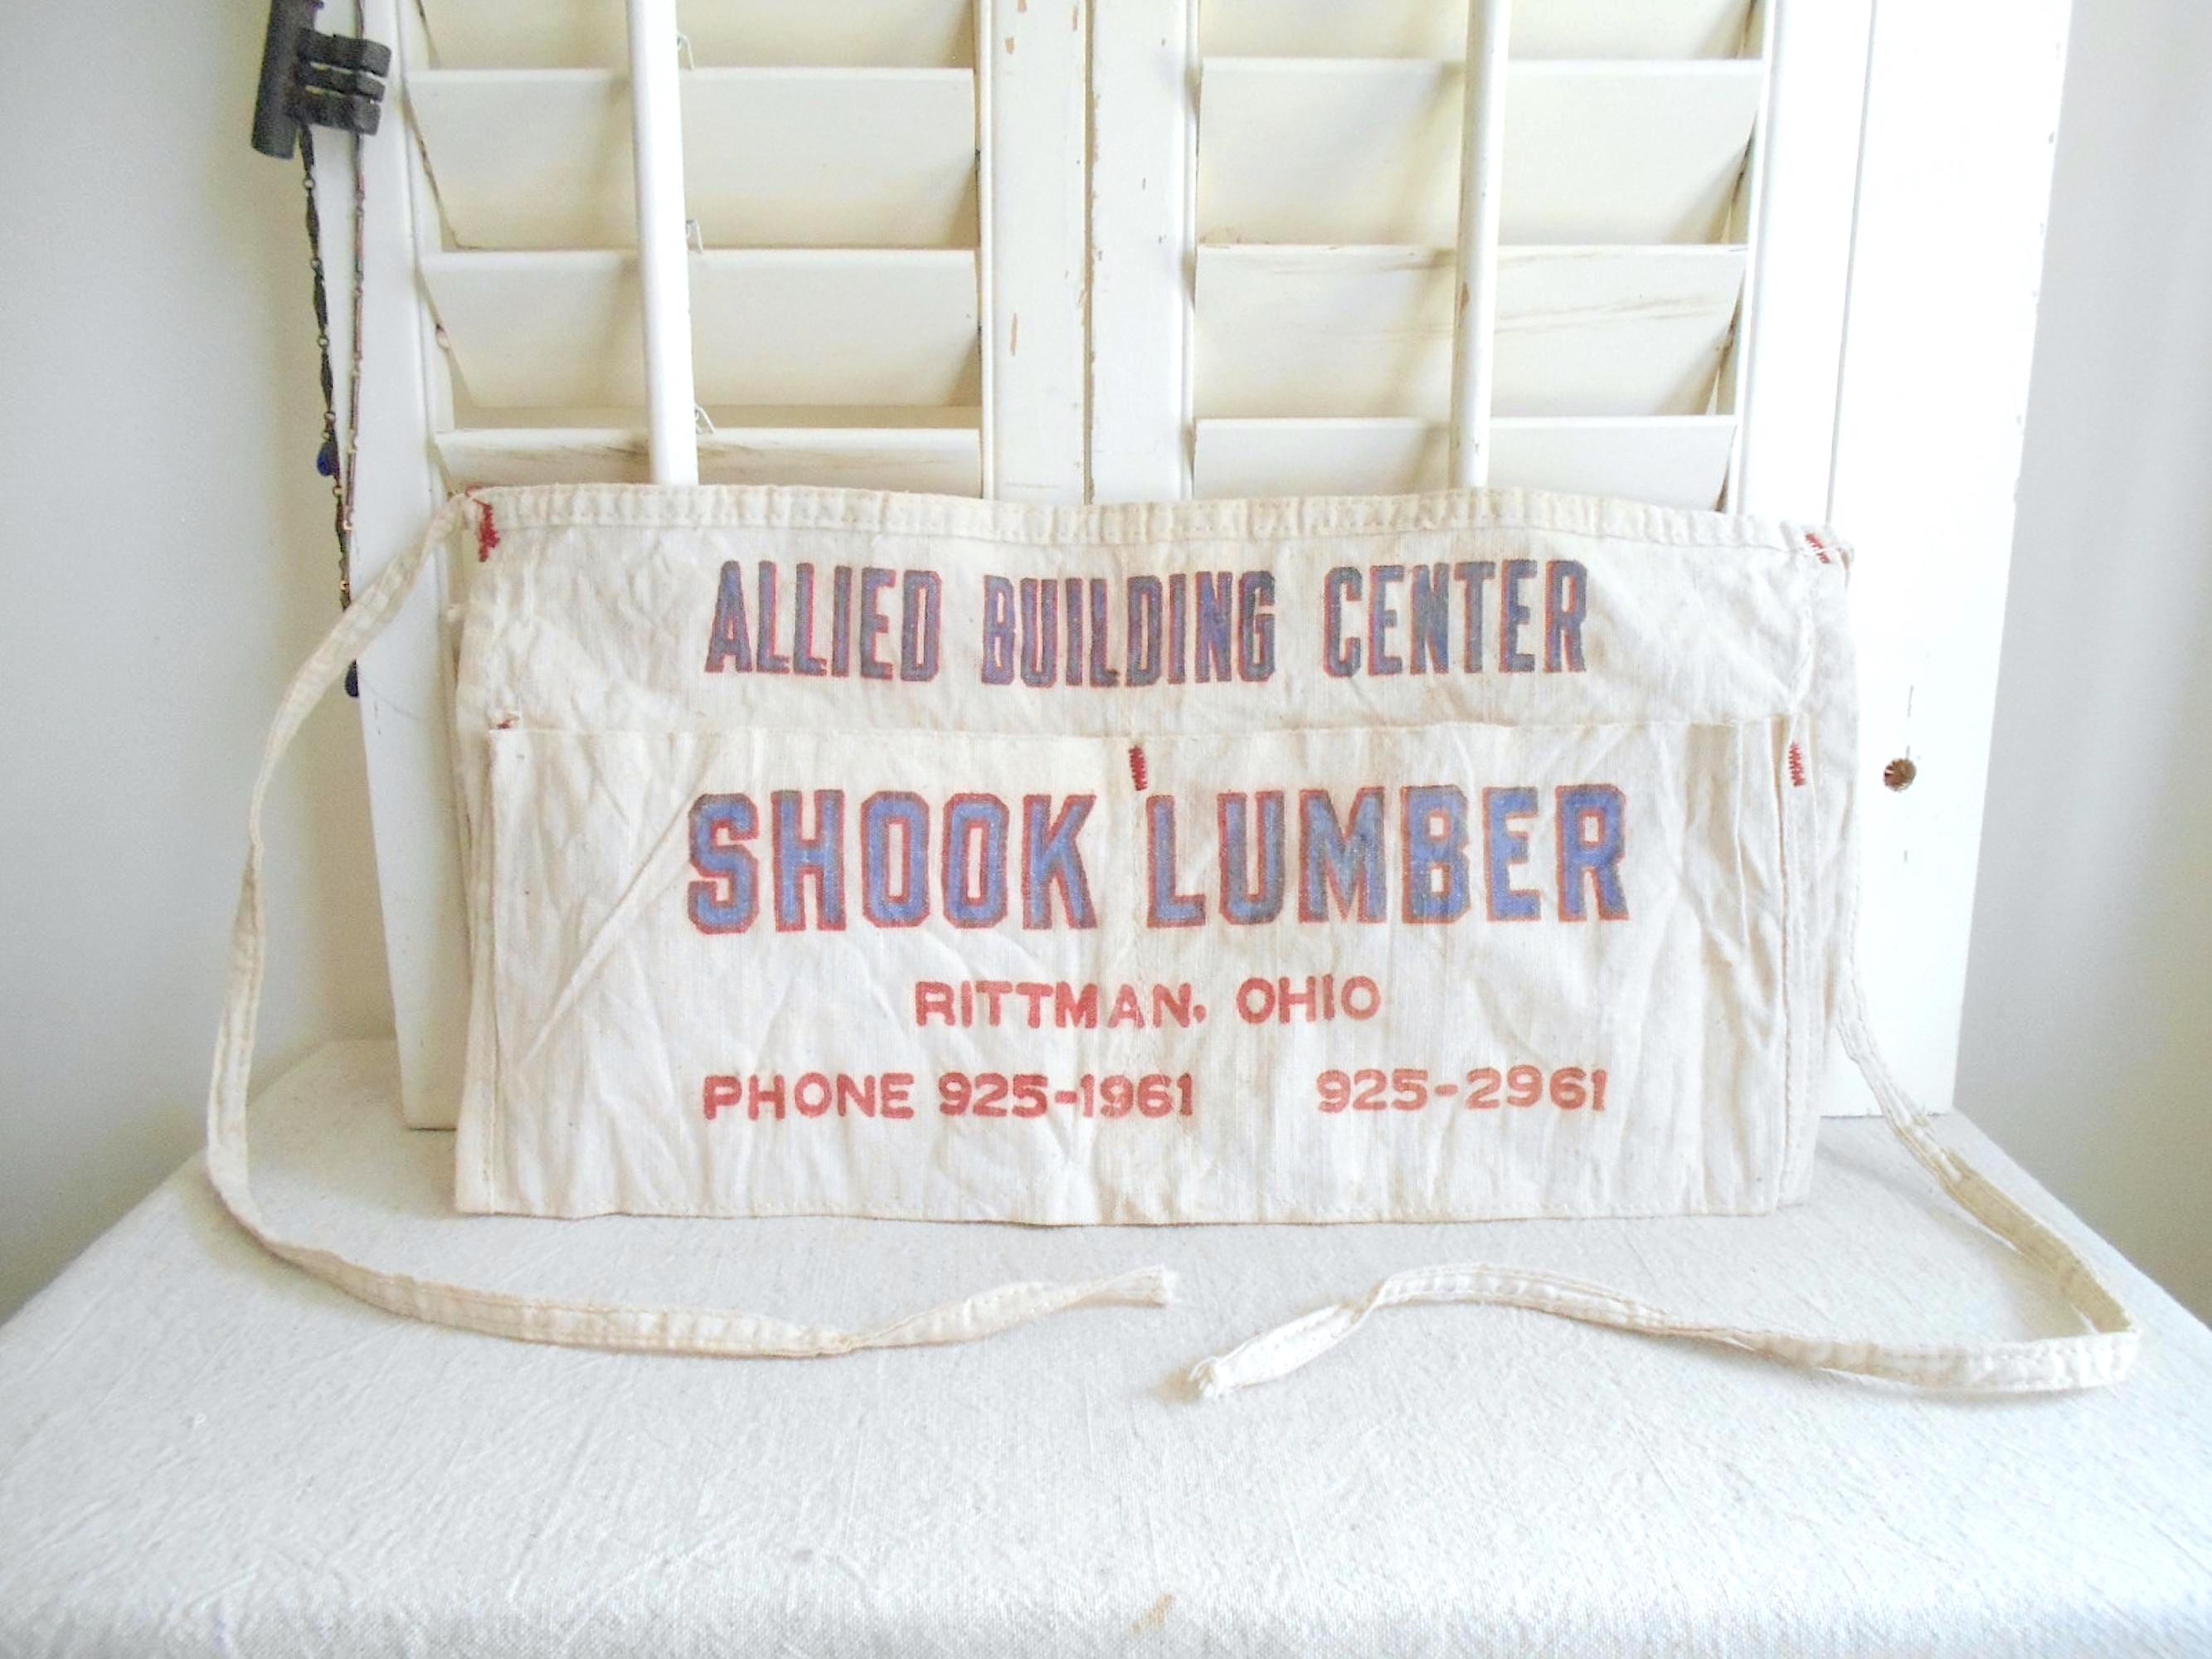 ALLIED BUILDING CENTER
SHOOK LUMBER
RITTMAN, OHIO
PHONE 925-1961 925-2961